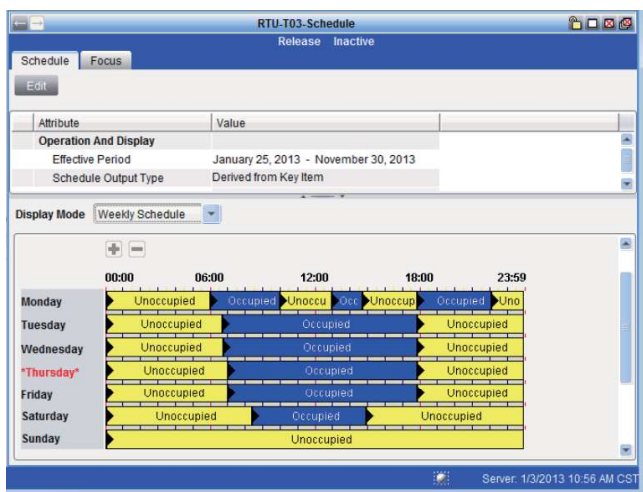 RTU-T03-Schedule
Release Inactive
Schedule Focus
Edit
Attribute Value
Operation And Display
Effective Period January 25, 2013 - November 30, 2013
Schedule Output Type Derived from Key Item
Display Mode Weekly Schedule
00:00 06:00 12:00 18:00 23:59
Monday Unoccupied Occupied Unoccu Occ Unoccup Occupied Uno
Tuesday Unoccupied Occupied Unoccupied
Wednesday Unoccupied Occupied Unoccupied
*Thursday* Unoccupied Occupied Unoccupied
Friday Unoccupied Occupied Unoccupied
Saturday Unoccupied Occupied Unoccupied
Sunday Unoccupied
Server: 1/3/2013 10:56 AM CST